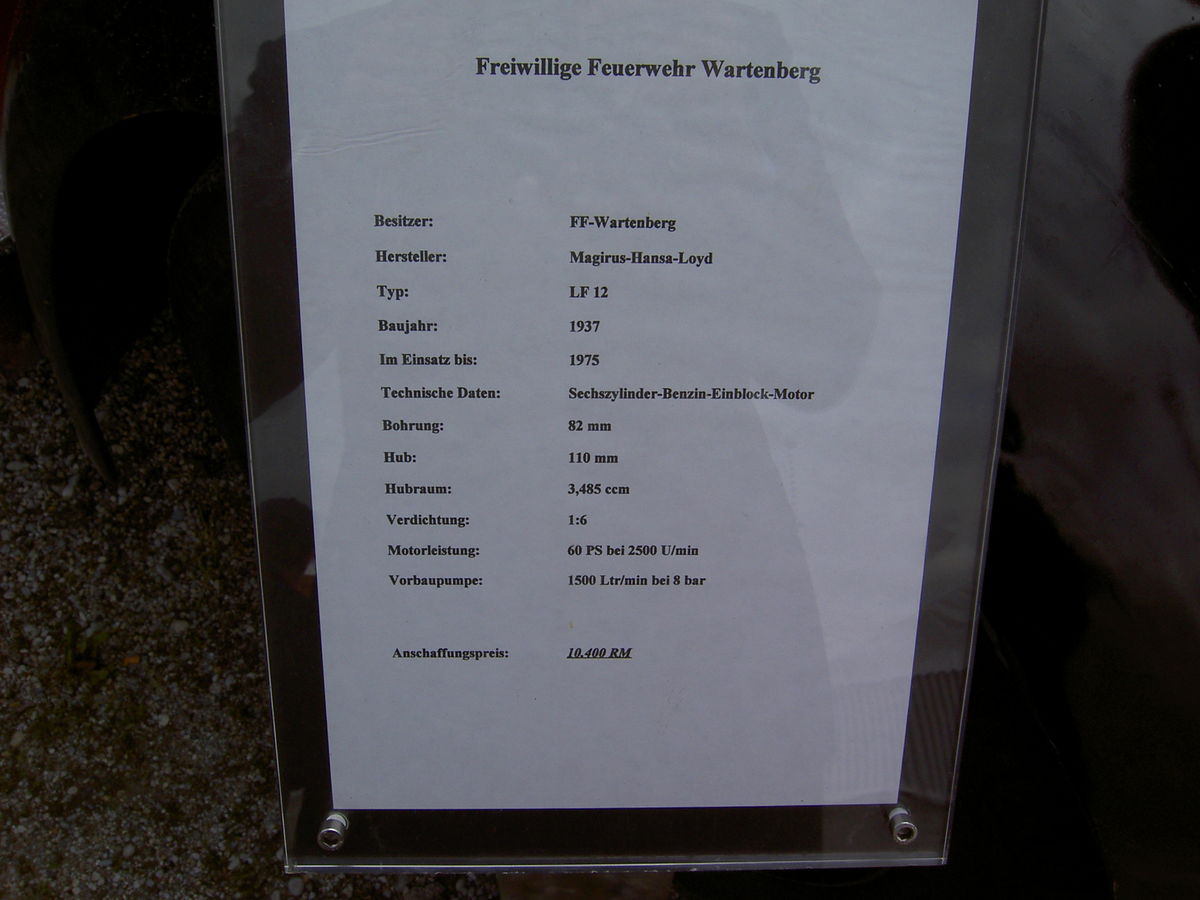 Freiwillige Feuerwehr Wartenberg
Besitzer: FF-Wartenberg
Hersteller: Magirus-Hansa-Loyd
Typ: LF 12
Baujahr: 1937
Im Einsatz bis: 1975
Technische Daten: Sechszylinder-Benzin-Einblock-Motor
Bohrung: 82 mm
Hub: 110 mm
Hubraum: 3,485 ccm
Verdichtung: 1:6
Motorleistung: 60 PS bei 2500 U/min
Vorbaupumpe: 1500 Ltr/min bei 8 bar
Anschaffungspreis: 10.400 RM